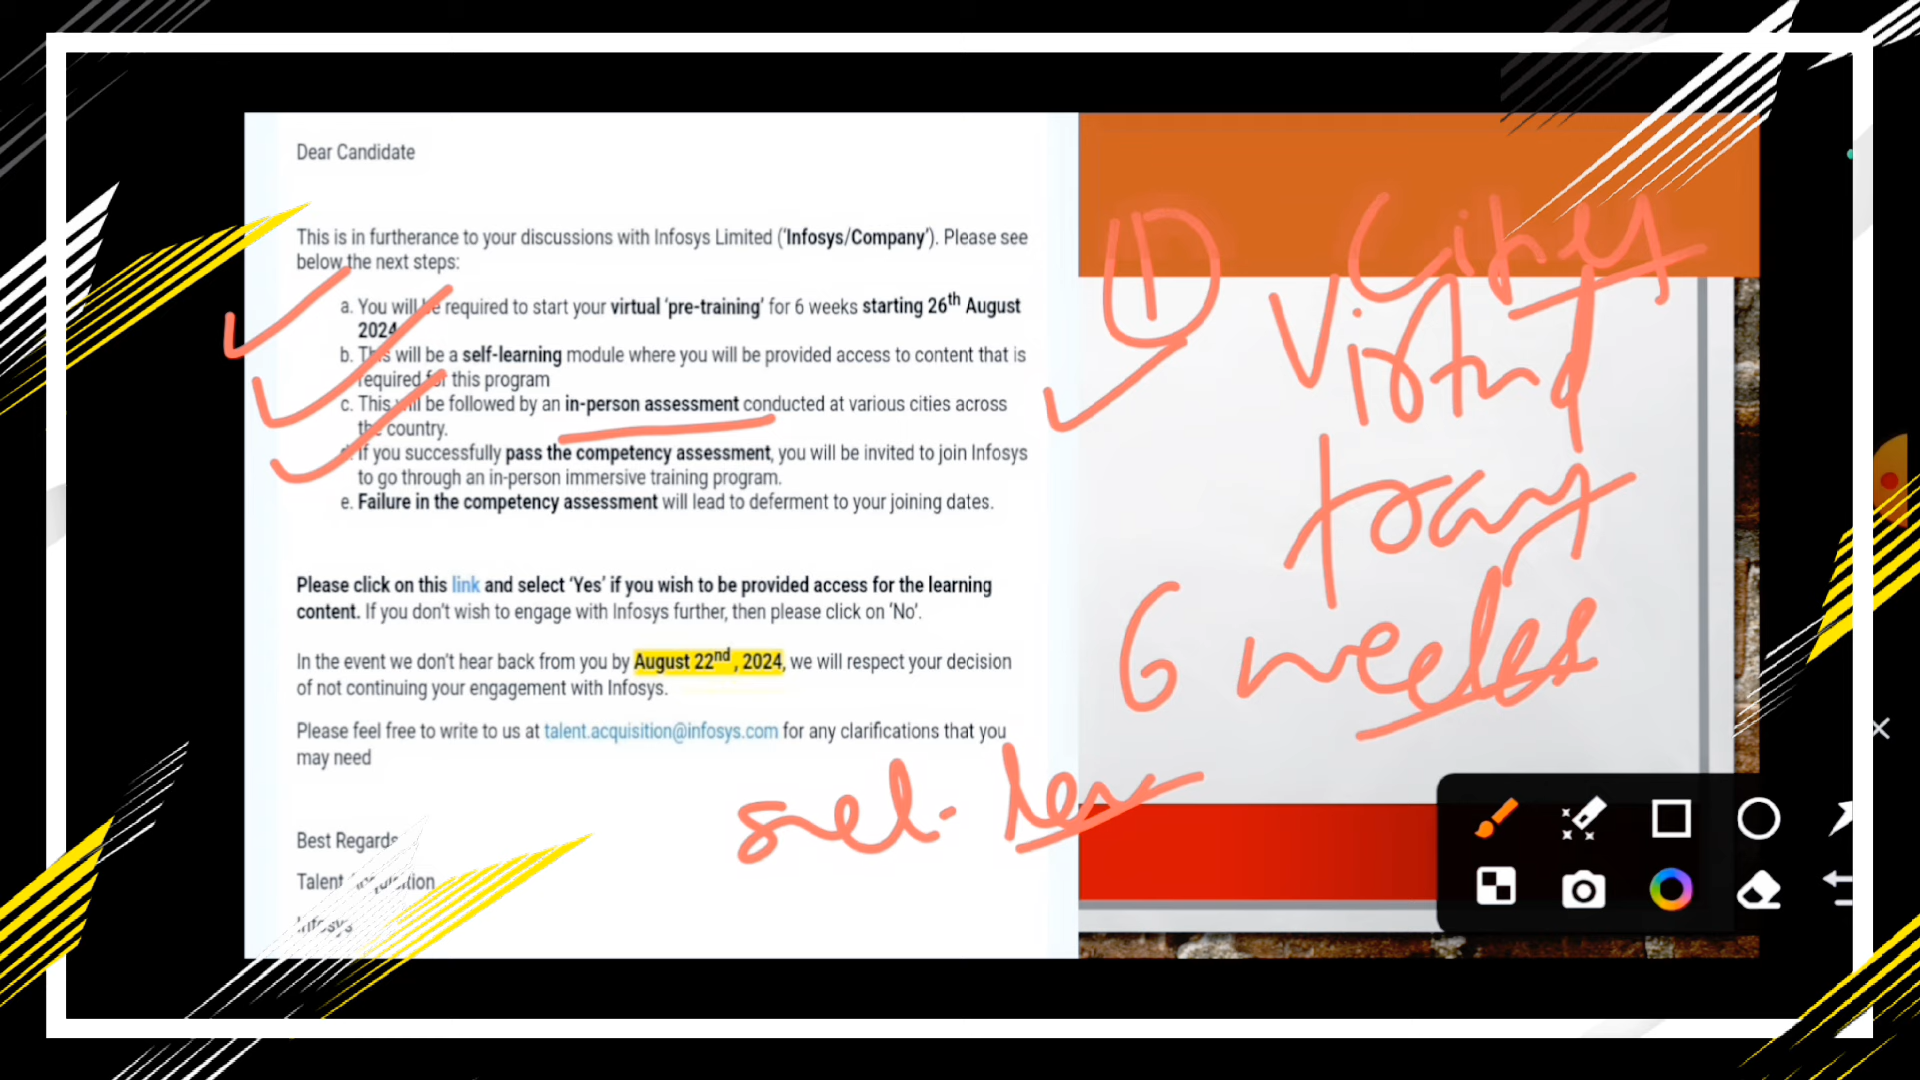 Dear Candidate
This is in furtherance to your discussions with Infosys Limited (‘Infosys/Company’). Please see
below the next steps:
a. You will be required to start your virtual ‘pre-training’ for 6 weeks starting 26th August
2024
b. This will be a self-learning module where you will be provided access to content that is
required for this program
c. This will be followed by an in-person assessment conducted at various cities across
the country.
d. If you successfully pass the competency assessment, you will be invited to join Infosys
to go through an in-person immersive training program.
e. Failure in the competency assessment will lead to deferment to your joining dates.
Please click on this link and select ‘Yes’ if you wish to be provided access for the learning
content. If you don’t wish to engage with Infosys further, then please click on ‘No’.
In the event we don’t hear back from you by August 22nd , 2024, we will respect your decision
of not continuing your engagement with Infosys.
Please feel free to write to us at talent.acquisition@infosys.com for any clarifications that you
may need
Best Regards
Talent Acquisition
Infosys
1
Cities
Virtual
6 weeks